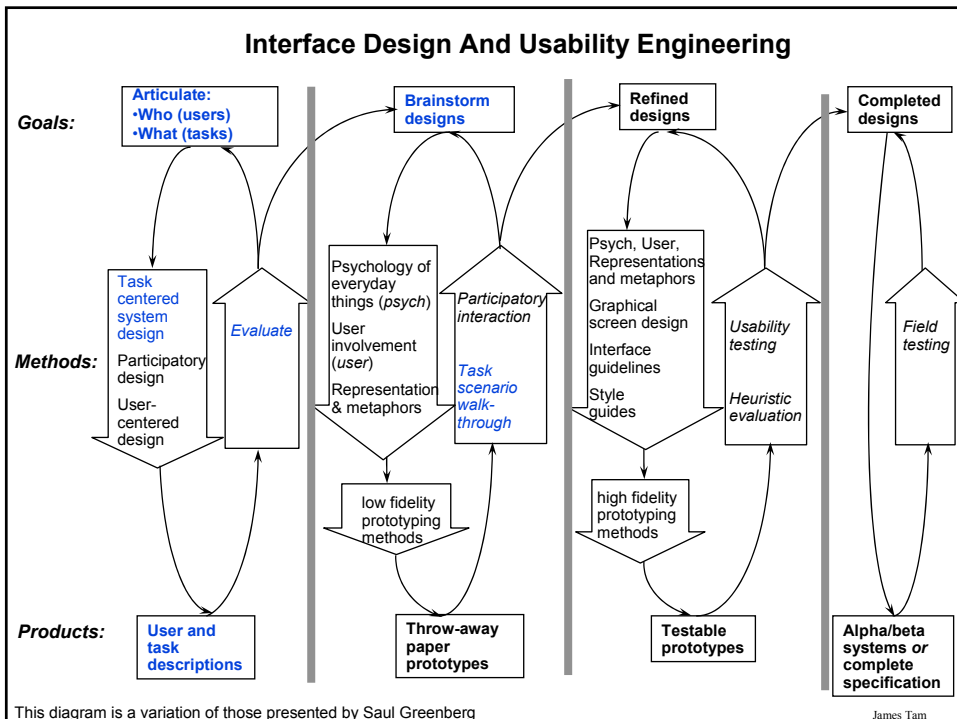 Interface Design And Usability Engineering
Goals:
Articulate:
•Who (users)
•What (tasks)
Brainstorm
designs
Refined
designs
Completed
designs
Methods:
Task
centered
system
design
Participatory
design
User-
centered
design
Evaluate
Psychology of
everyday
things (psych)
User
involvement
(user)
Representation
& metaphors
Participatory
interaction
Task
scenario
walk-
through
Psych, User,
Representations
and metaphors
Graphical
screen design
Interface
guidelines
Style
guides
Usability
testing
Heuristic
evaluation
Field
testing
low fidelity
prototyping
methods
high fidelity
prototyping
methods
Products:
User and
task
descriptions
Throw-away
paper
prototypes
Testable
prototypes
Alpha/beta
systems or
complete
specification
This diagram is a variation of those presented by Saul Greenberg
James Tam